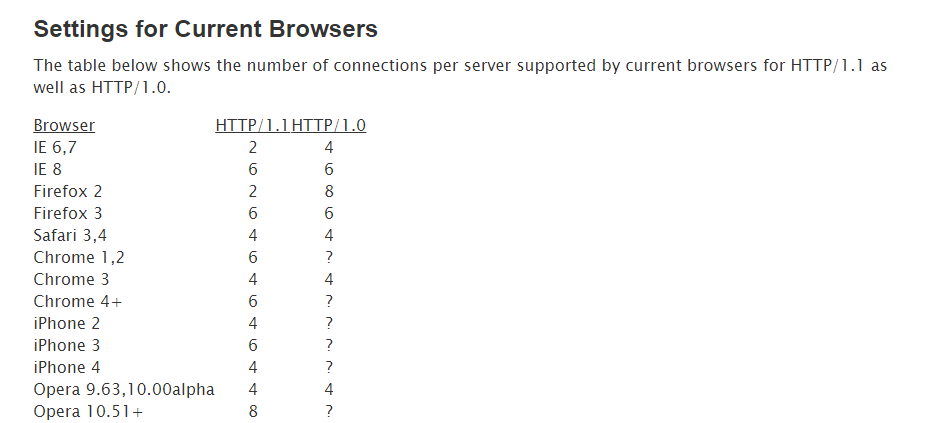 Settings for Current Browsers
The table below shows the number of connections per server supported by current browsers for HTTP/1.1 as
well as HTTP/1.0.
Browser HTTP/1.1 HTTP/1.0
IE 6,7 2 4
IE 8 6 6
Firefox 2 2 8
Firefox 3 6 6
Safari 3,4 4 4
Chrome 1,2 6 ?
Chrome 3 4 4
Chrome 4+ 6 ?
iPhone 2 4 ?
iPhone 3 6 ?
iPhone 4 4 ?
Opera 9.63,10.00alpha 4 4
Opera 10.51+ 8 ?